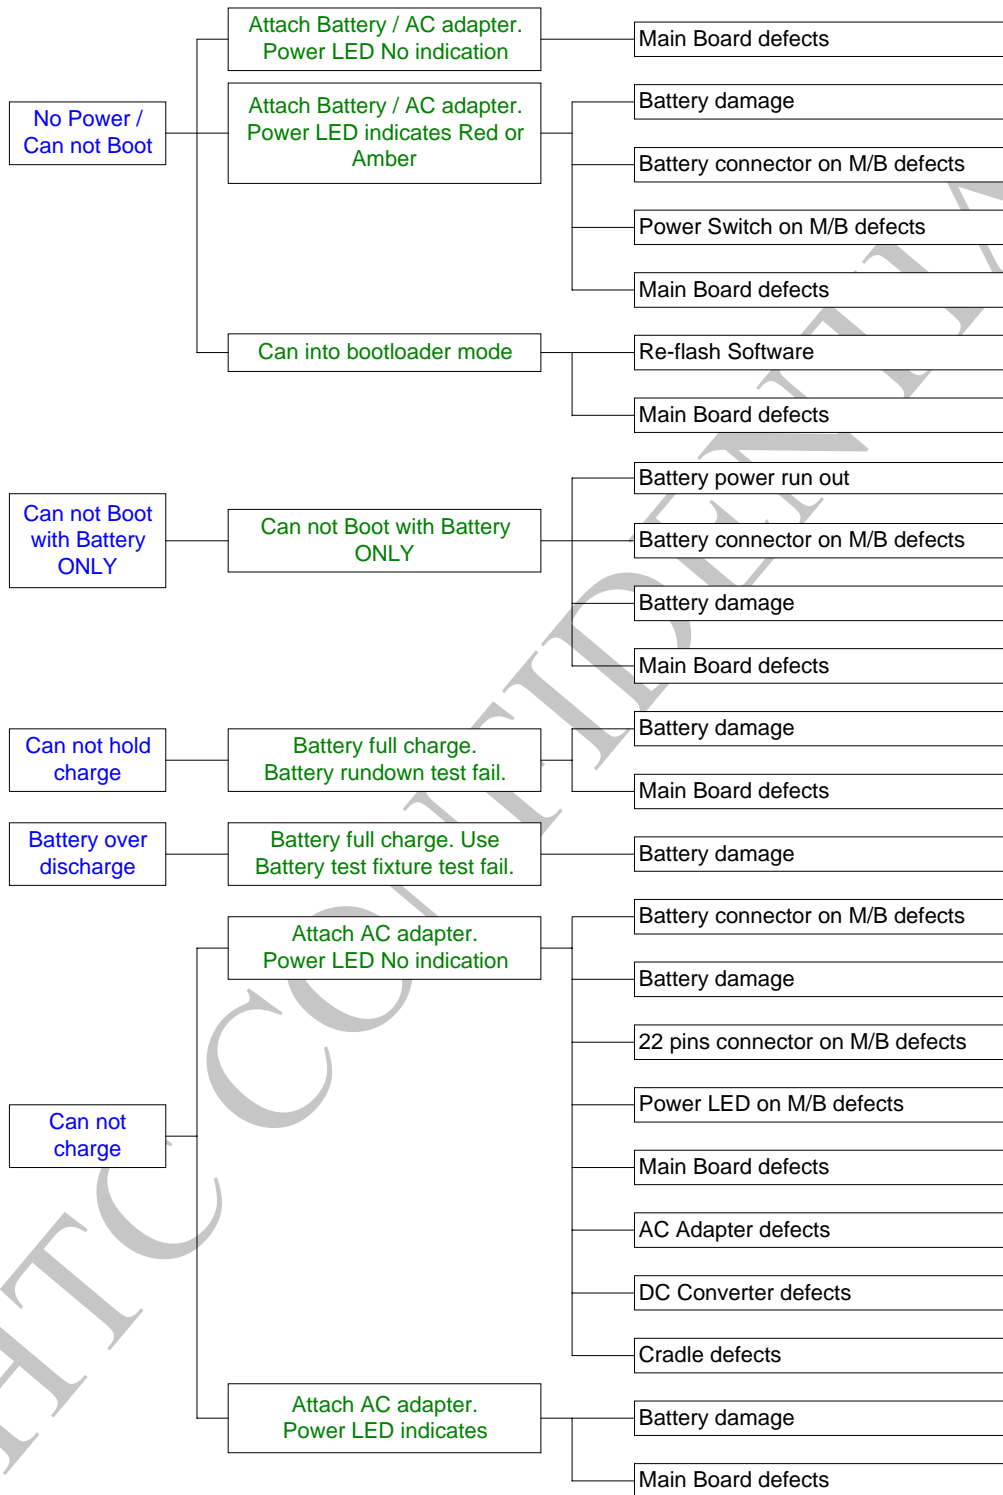 No Power /
Can not Boot
Attach Battery / AC adapter.
Power LED No indication
Main Board defects
Attach Battery / AC adapter.
Power LED indicates Red or
Amber
Battery damage
Battery connector on M/B defects
Power Switch on M/B defects
Main Board defects
Can into bootloader mode
Re-flash Software
Main Board defects
Can not Boot
with Battery
ONLY
Can not Boot with Battery
ONLY
Battery power run out
Battery connector on M/B defects
Battery damage
Main Board defects
Can not hold
charge
Battery full charge.
Battery rundown test fail.
Battery damage
Main Board defects
Battery over
discharge
Battery full charge. Use
Battery test fixture test fail.
Battery damage
Can not
charge
Attach AC adapter.
Power LED No indication
Battery connector on M/B defects
Battery damage
22 pins connector on M/B defects
Power LED on M/B defects
Main Board defects
AC Adapter defects
DC Converter defects
Cradle defects
Attach AC adapter.
Power LED indicates
Battery damage
Main Board defects
HTC CONFIDENTIA